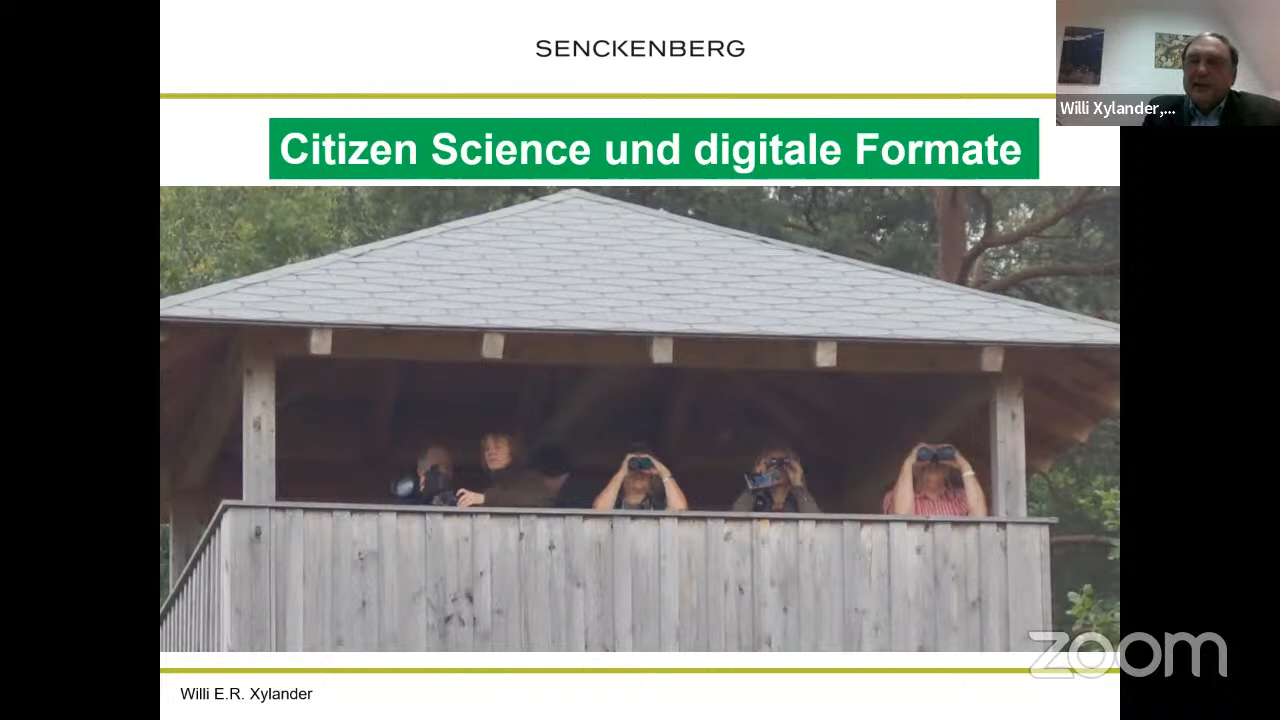 SENCKENBERG
Willi Xylander,...
Citizen Science und digitale Formate
zoom
Willi E.R. Xylander